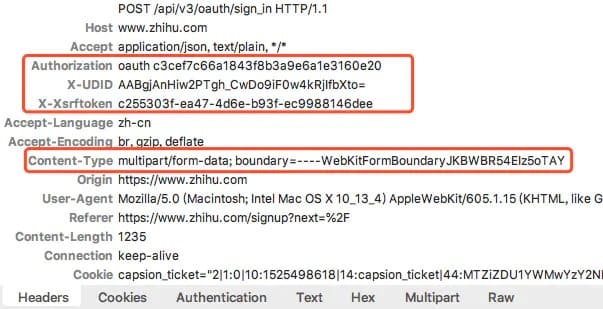 POST /api/v3/oauth/sign_in HTTP/1.1
Host www.zhihu.com
Accept application/json, text/plain, */*
Authorization oauth c3cef7c66a1843f8b3a9e6a1e3160e20
X-UDID AABgjAnHiw2PTgh_CwDo9iF0w4kRjIfbXto=
X-Xsrftoken c255303f-ea47-4d6e-b93f-ec9988146dee
Accept-Language zh-cn
Accept-Encoding br, gzip, deflate
Content-Type multipart/form-data; boundary=----WebKitFormBoundaryJKBWBR54EIz5oTAY
Origin https://www.zhihu.com
User-Agent Mozilla/5.0 (Macintosh; Intel Mac OS X 10_13_4) AppleWebKit/605.1.15 (KHTML, like G
Referer https://www.zhihu.com/signup?next=%2F
Content-Length 1235
Connection keep-alive
Cookie capsion_ticket="2|1:0|10:1525498618|14:capsion_ticket|44:MTZiZDU1YWMwYzY2NI
Headers Cookies Authentication Text Hex Multipart Raw